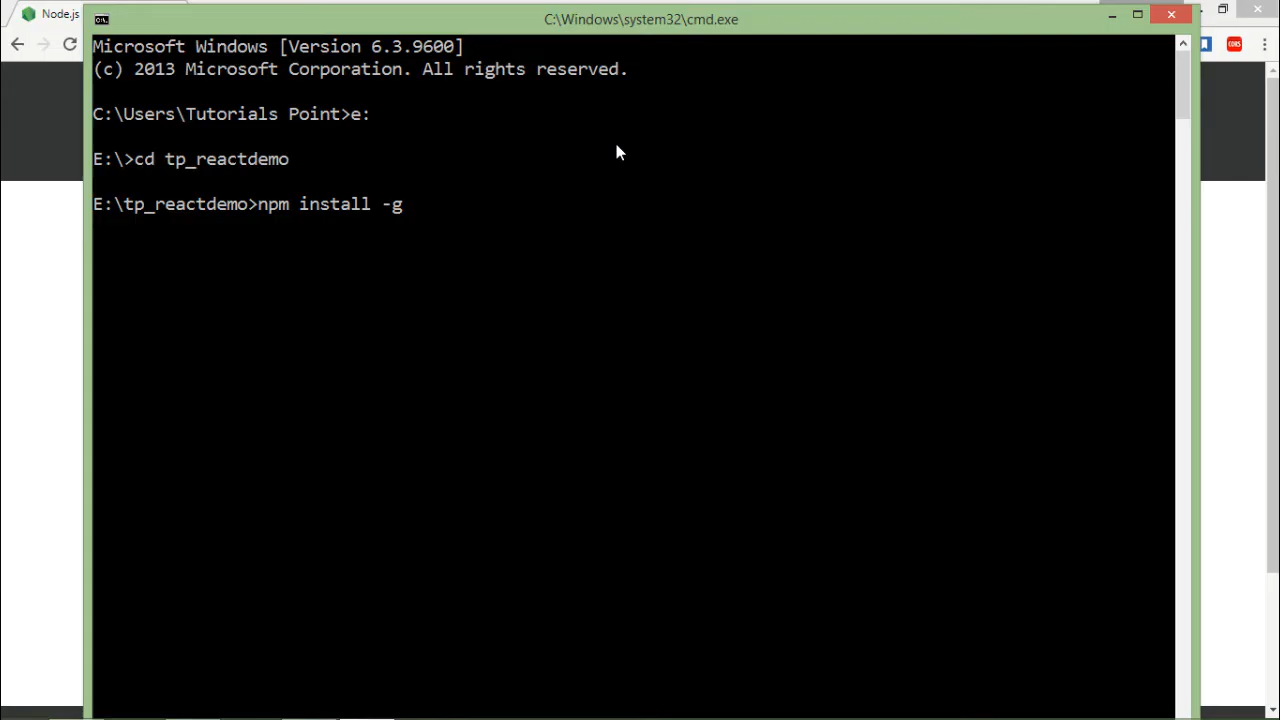 Node.js
C:\Windows\system32\cmd.exe
Microsoft Windows [Version 6.3.9600]
(c) 2013 Microsoft Corporation. All rights reserved.
C:\Users\Tutorials Point>e:
E:\>cd tp_reactdemo
E:\tp_reactdemo>npm install -g
CORS